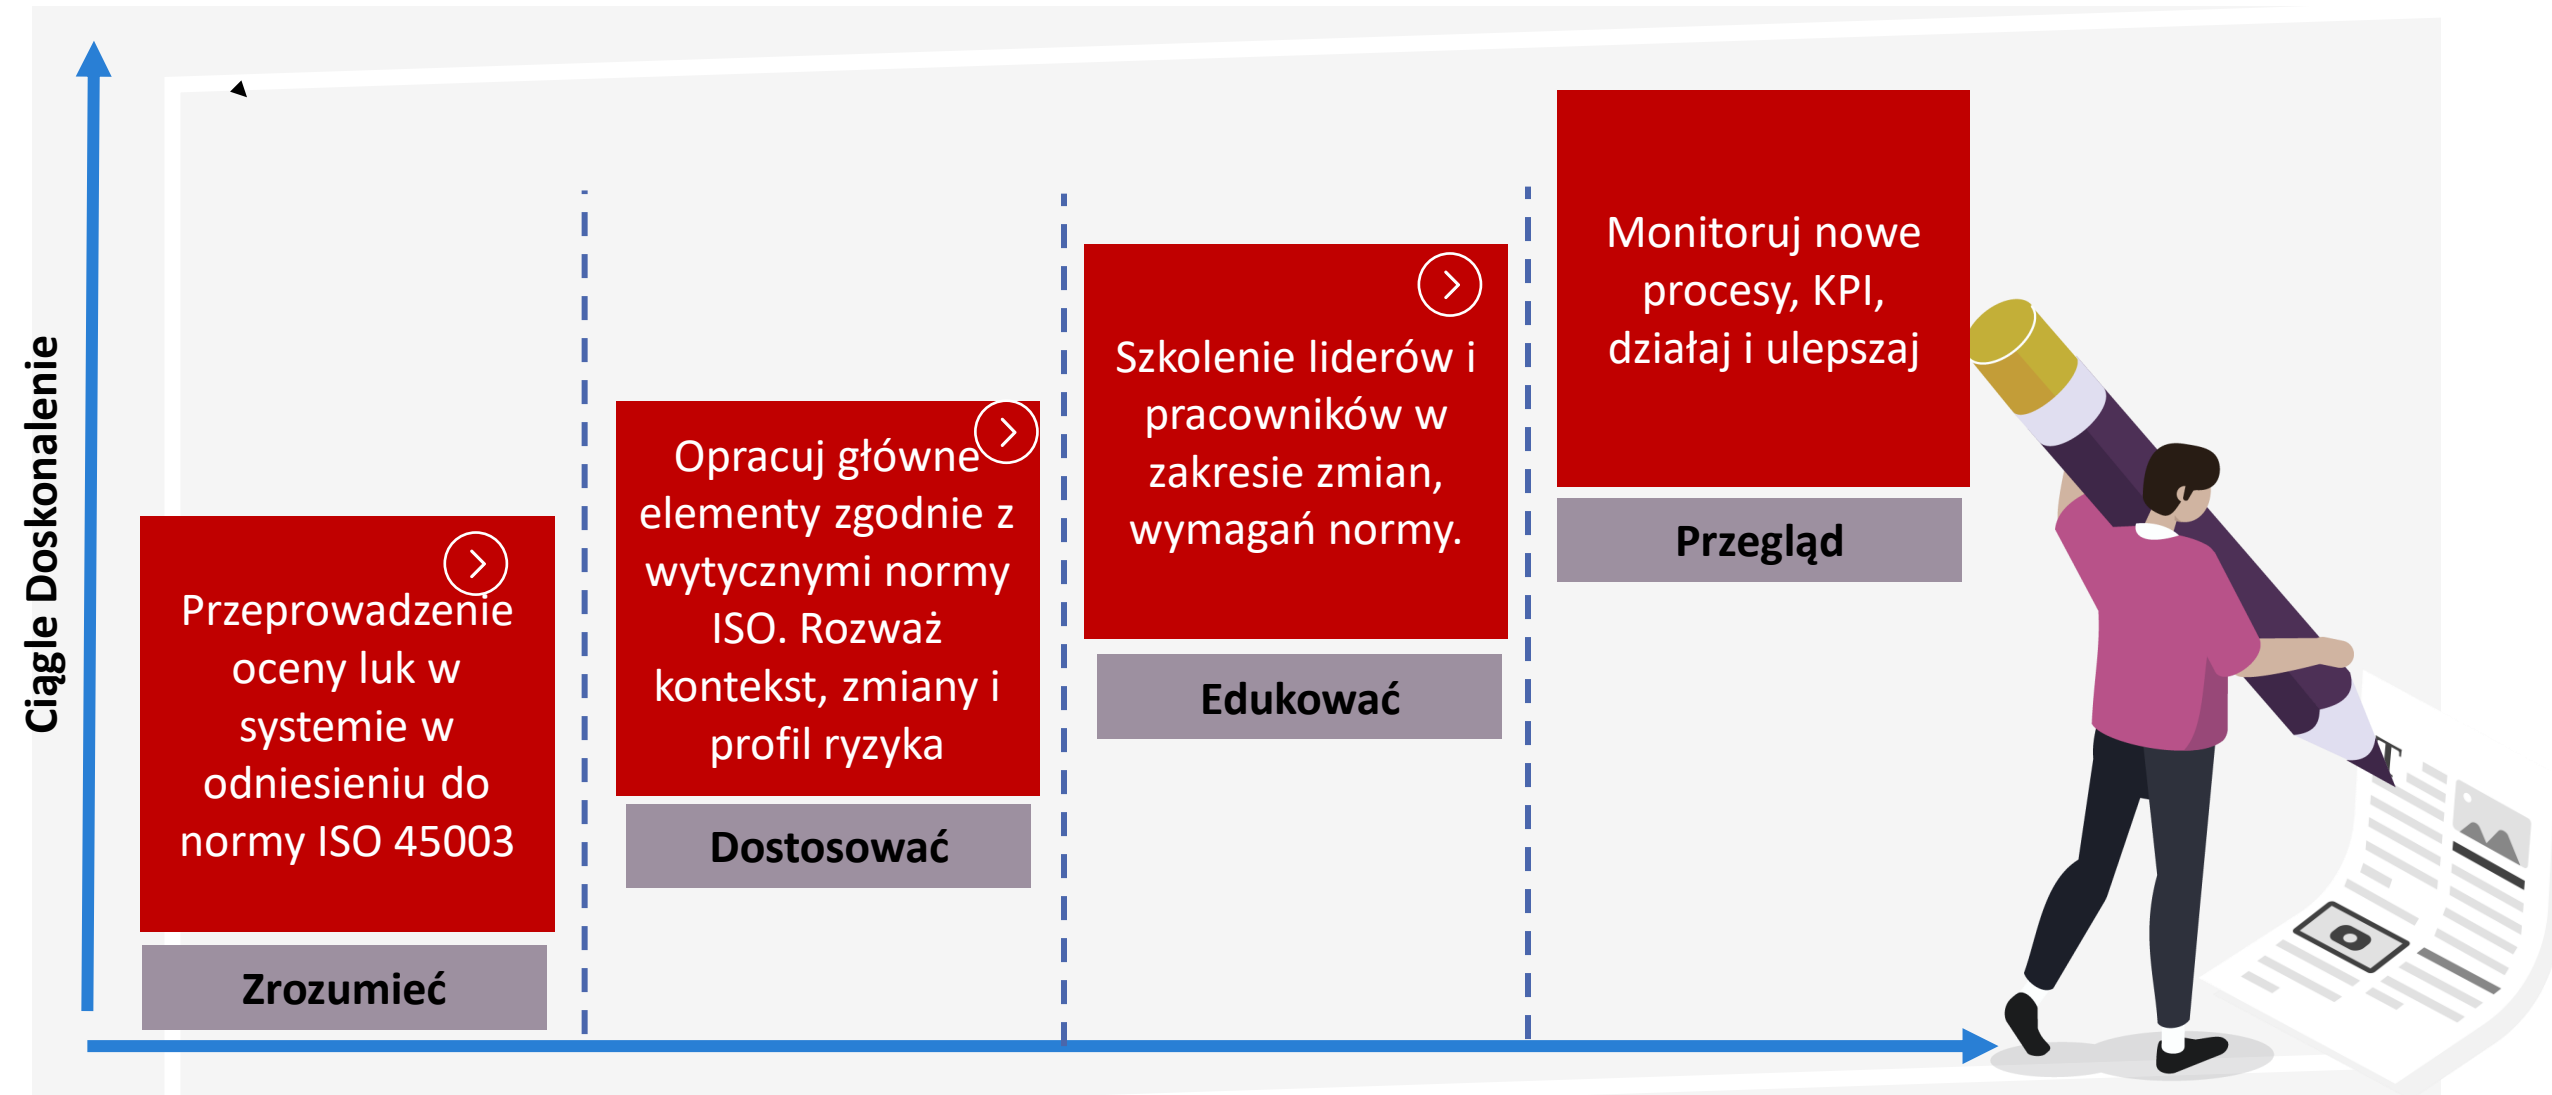 Ciągle Doskonalenie
Przeprowadzenie
oceny luk w
systemie w
odniesieniu do
normy ISO 45003
Zrozumieć
Opracuj główne
elementy zgodnie z
wytycznymi normy
ISO. Rozważ
kontekst, zmiany i
profil ryzyka
Dostosować
Szkolenie liderów i
pracowników w
zakresie zmian,
wymagań normy.
Edukować
Monitoruj nowe
procesy, KPI,
działaj i ulepszaj
Przegląd
T